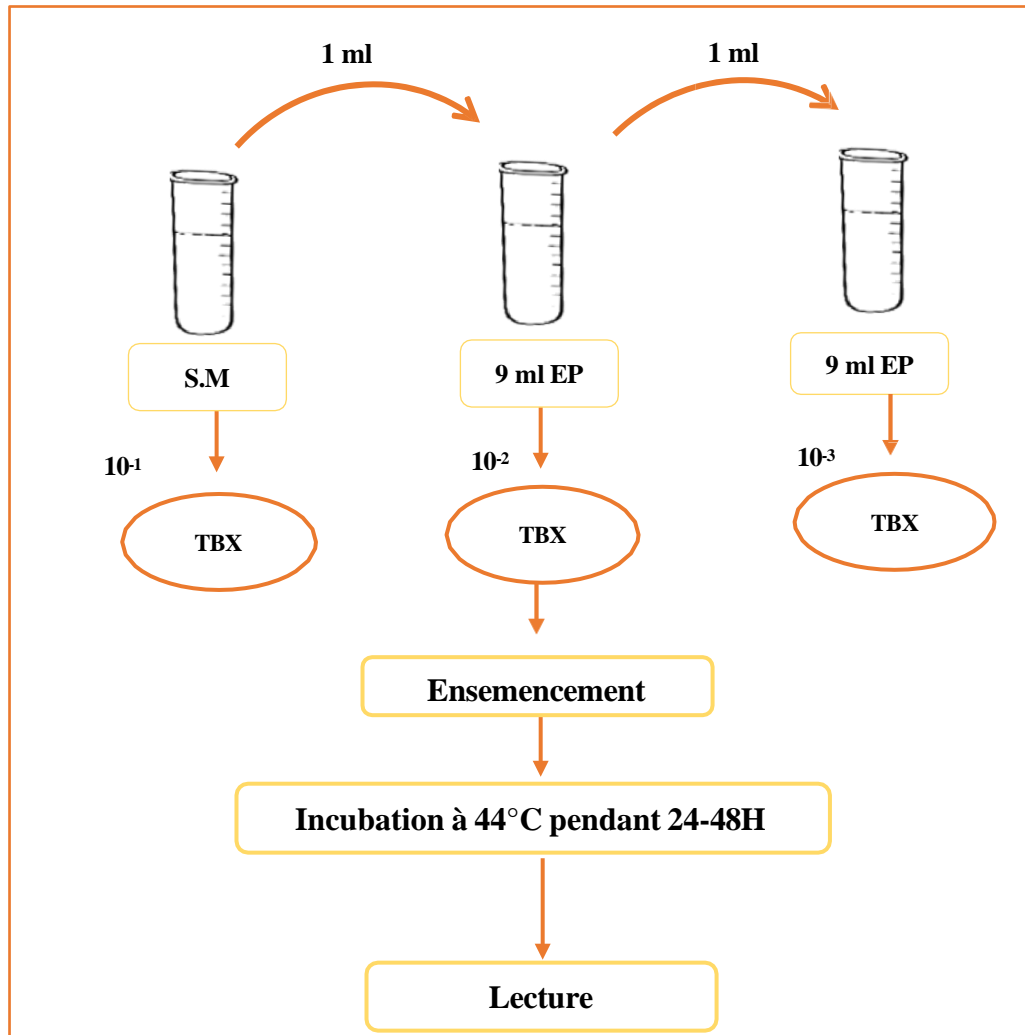 1 ml
1 ml
S.M
9 ml EP
9 ml EP
10-1
10-2
10-3
TBX
TBX
TBX
Ensemencement
Incubation à 44°C pendant 24-48H
Lecture